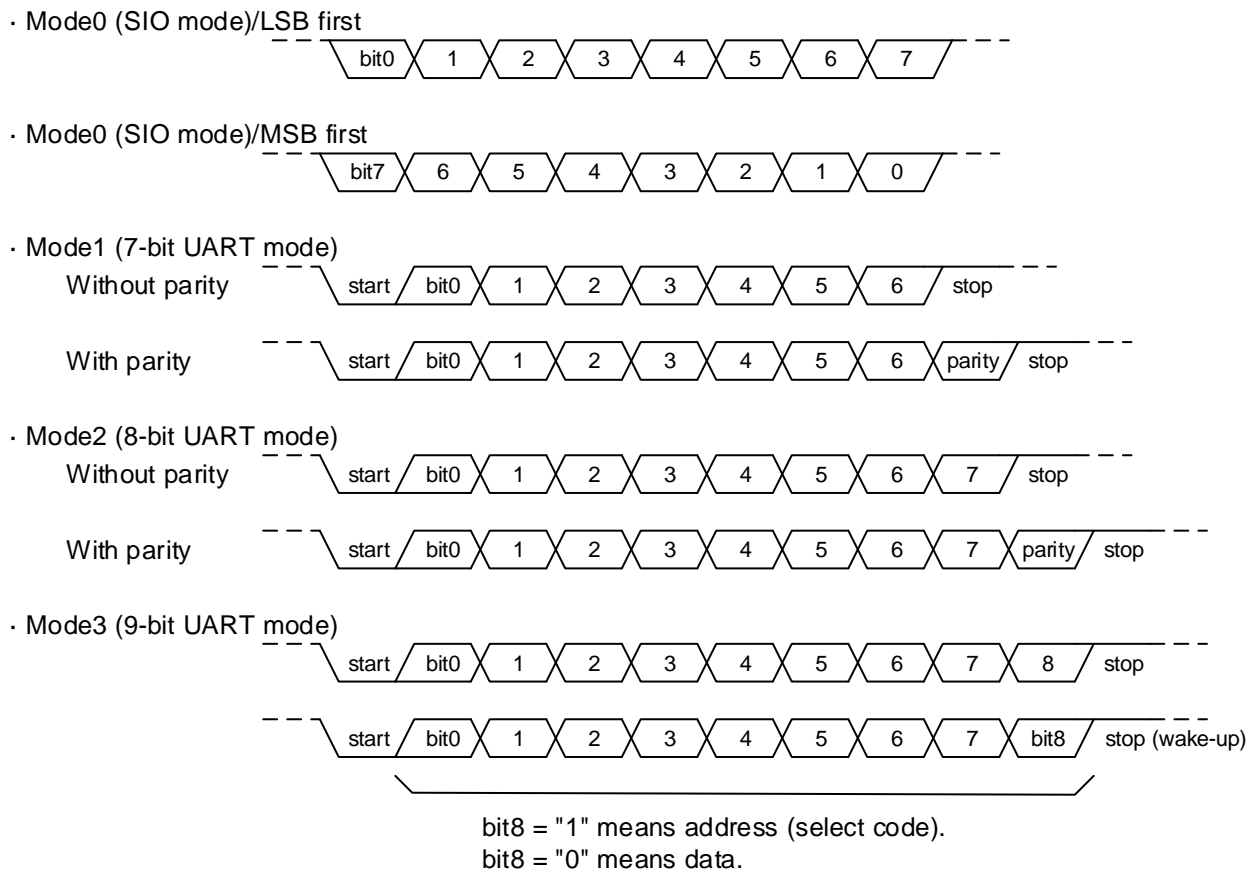 · Mode0 (SIO mode)/LSB first
bit0 1 2 3 4 5 6 7
· Mode0 (SIO mode)/MSB first
bit7 6 5 4 3 2 1 0
· Mode1 (7-bit UART mode)
Without parity start bit0 1 2 3 4 5 6 stop
With parity start bit0 1 2 3 4 5 6 parity stop
· Mode2 (8-bit UART mode)
Without parity start bit0 1 2 3 4 5 6 7 stop
With parity start bit0 1 2 3 4 5 6 7 parity stop
· Mode3 (9-bit UART mode)
start bit0 1 2 3 4 5 6 7 8 stop
start bit0 1 2 3 4 5 6 7 bit8 stop (wake-up)
bit8 = "1" means address (select code).
bit8 = "0" means data.